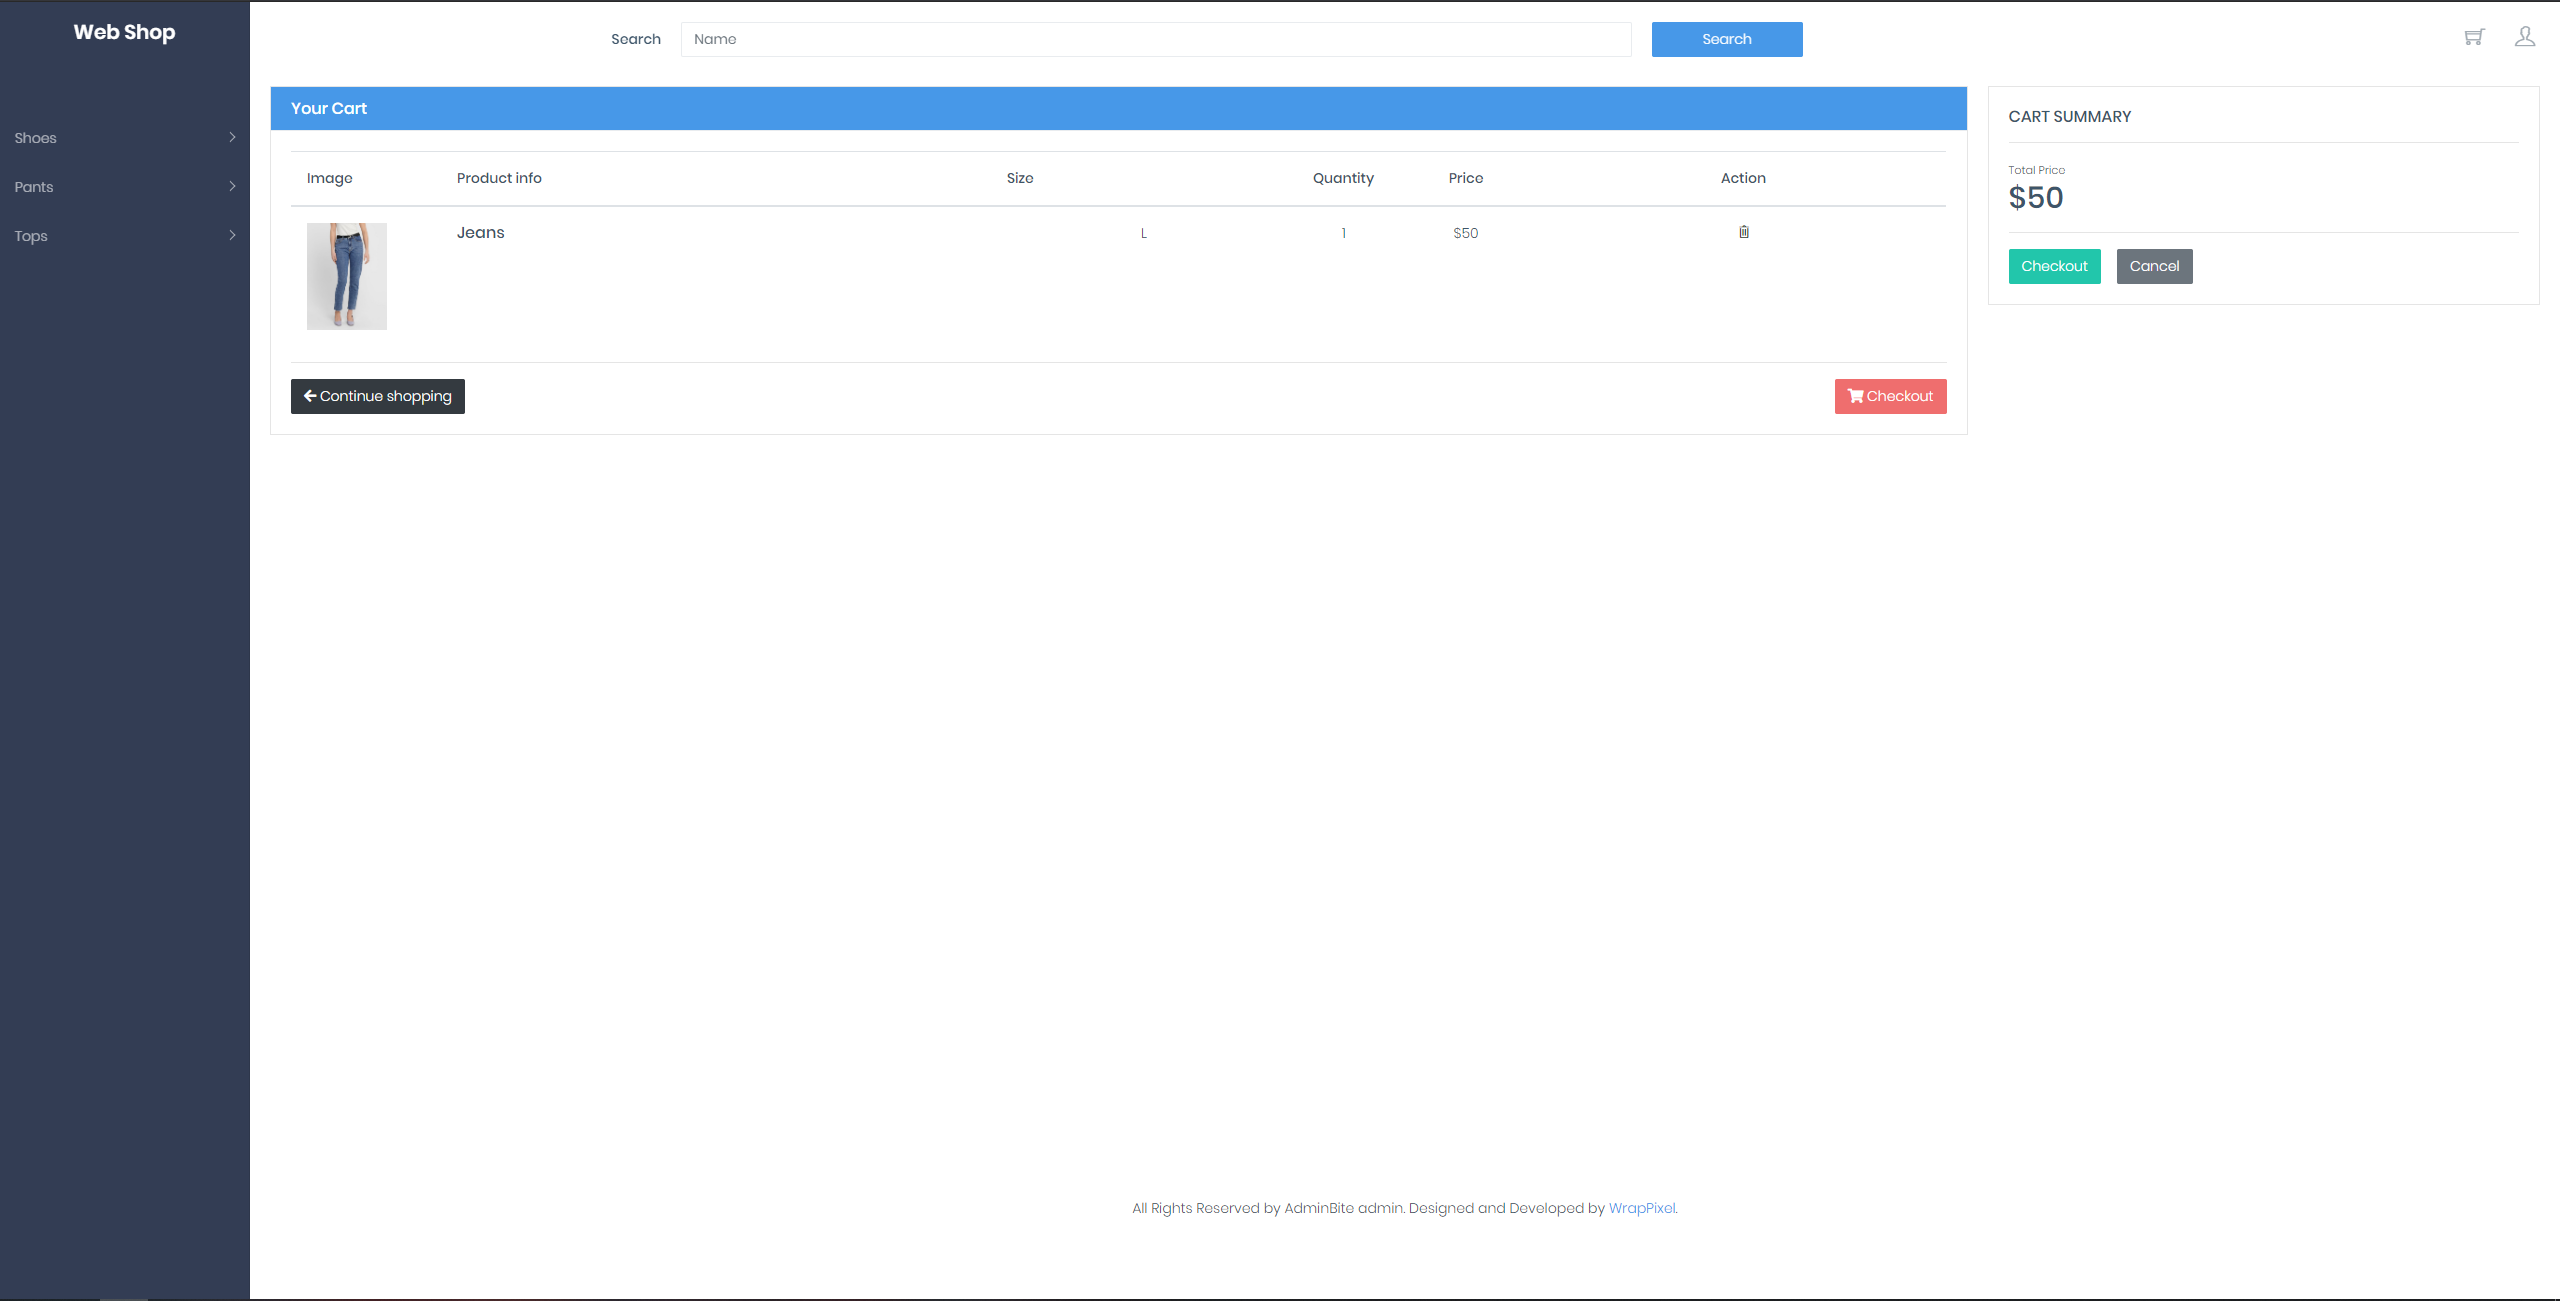 Web Shop
Search Name Search
Shoes
Pants
Tops
Your Cart
Image Product info Size Quantity Price Action
Jeans L 1 $50
Continue shopping Checkout
CART SUMMARY
Total Price
$50
Checkout Cancel
All Rights Reserved by AdminBite admin. Designed and Developed by WrapPixel.